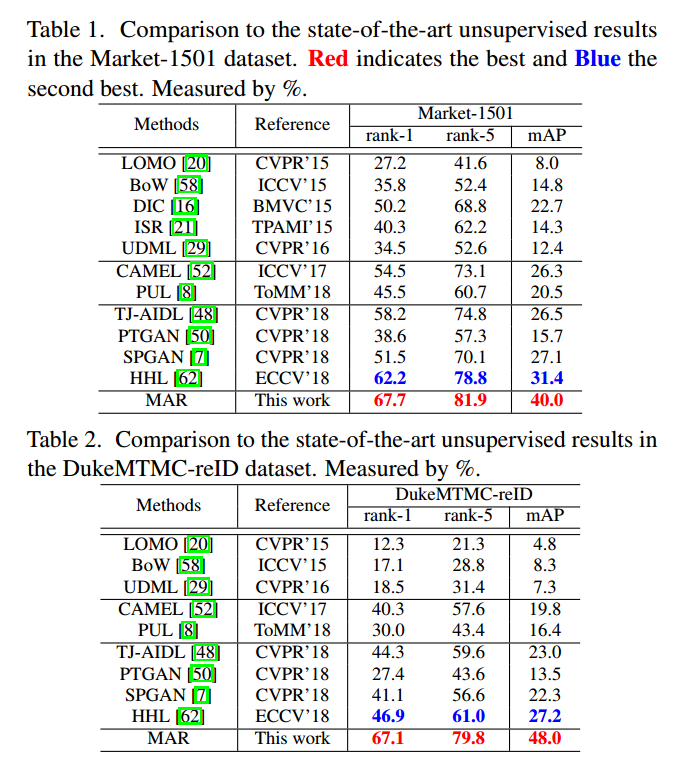 Table 1. Comparison to the state-of-the-art unsupervised results
in the Market-1501 dataset. Red indicates the best and Blue the
second best. Measured by %.
Methods Reference Market-1501
rank-1 rank-5 mAP
LOMO [20] CVPR'15 27.2 41.6 8.0
BoW [58] ICCV'15 35.8 52.4 14.8
DIC [16] BMVC'15 50.2 68.8 22.7
ISR [21] TPAMI'15 40.3 62.2 14.3
UDML [29] CVPR'16 34.5 52.6 12.4
CAMEL [52] ICCV'17 54.5 73.1 26.3
PUL [8] ToMM'18 45.5 60.7 20.5
TJ-AIDL [48] CVPR'18 58.2 74.8 26.5
PTGAN [50] CVPR'18 38.6 57.3 15.7
SPGAN [7] CVPR'18 51.5 70.1 27.1
HHL [62] ECCV'18 62.2 78.8 31.4
MAR This work 67.7 81.9 40.0
Table 2. Comparison to the state-of-the-art unsupervised results in
the DukeMTMC-reID dataset. Measured by %.
Methods Reference DukeMTMC-reID
rank-1 rank-5 mAP
LOMO [20] CVPR'15 12.3 21.3 4.8
BoW [58] ICCV'15 17.1 28.8 8.3
UDML [29] CVPR'16 18.5 31.4 7.3
CAMEL [52] ICCV'17 40.3 57.6 19.8
PUL [8] ToMM'18 30.0 43.4 16.4
TJ-AIDL [48] CVPR'18 44.3 59.6 23.0
PTGAN [50] CVPR'18 27.4 43.6 13.5
SPGAN [7] CVPR'18 41.1 56.6 22.3
HHL [62] ECCV'18 46.9 61.0 27.2
MAR This work 67.1 79.8 48.0